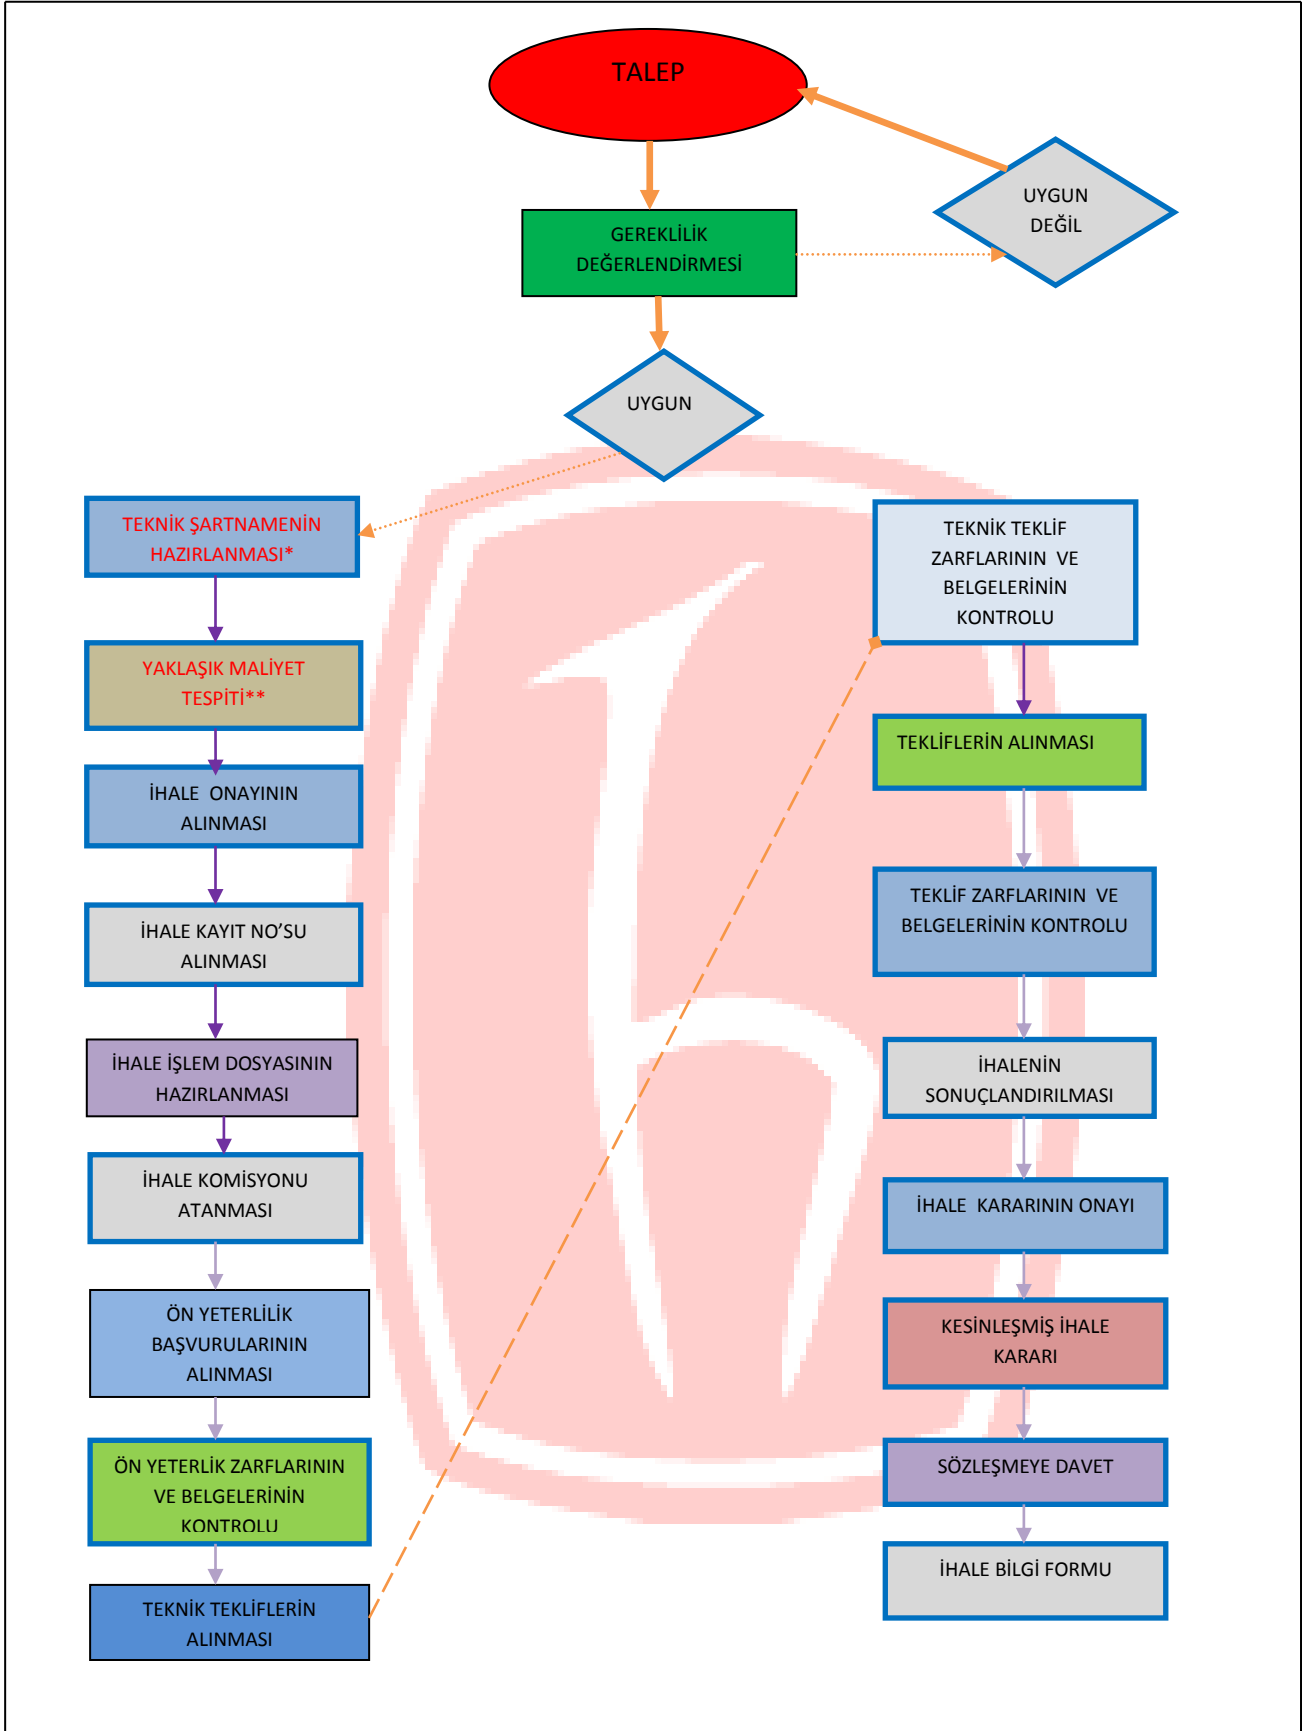 TALEP
UYGUN
DEĞİL
GEREKLİLİK
DEĞERLENDİRMESİ
UYGUN
TEKNİK ŞARTNAMENİN
HAZIRLANMASI*
YAKLAŞIK MALİYET
TESPİTİ**
İHALE ONAYININ
ALINMASI
İHALE KAYIT NO’SU
ALINMASI
İHALE İŞLEM DOSYASININ
HAZIRLANMASI
İHALE KOMİSYONU
ATANMASI
ÖN YETERLİLİK
BAŞVURULARININ
ALINMASI
ÖN YETERLİK ZARFLARININ
VE BELGELERİNİN
KONTROLU
TEKNİK TEKLİFLERİN
ALINMASI
TEKNİK TEKLİF
ZARFLARININ VE
BELGELERİNİN
KONTROLU
TEKLİFLERİN ALINMASI
TEKLİF ZARFLARININ VE
BELGELERİNİN KONTROLU
İHALENİN
SONUÇLANDIRILMASI
İHALE KARARININ ONAYI
KESİNLEŞMİŞ İHALE
KARARI
SÖZLEŞMEYE DAVET
İHALE BİLGİ FORMU